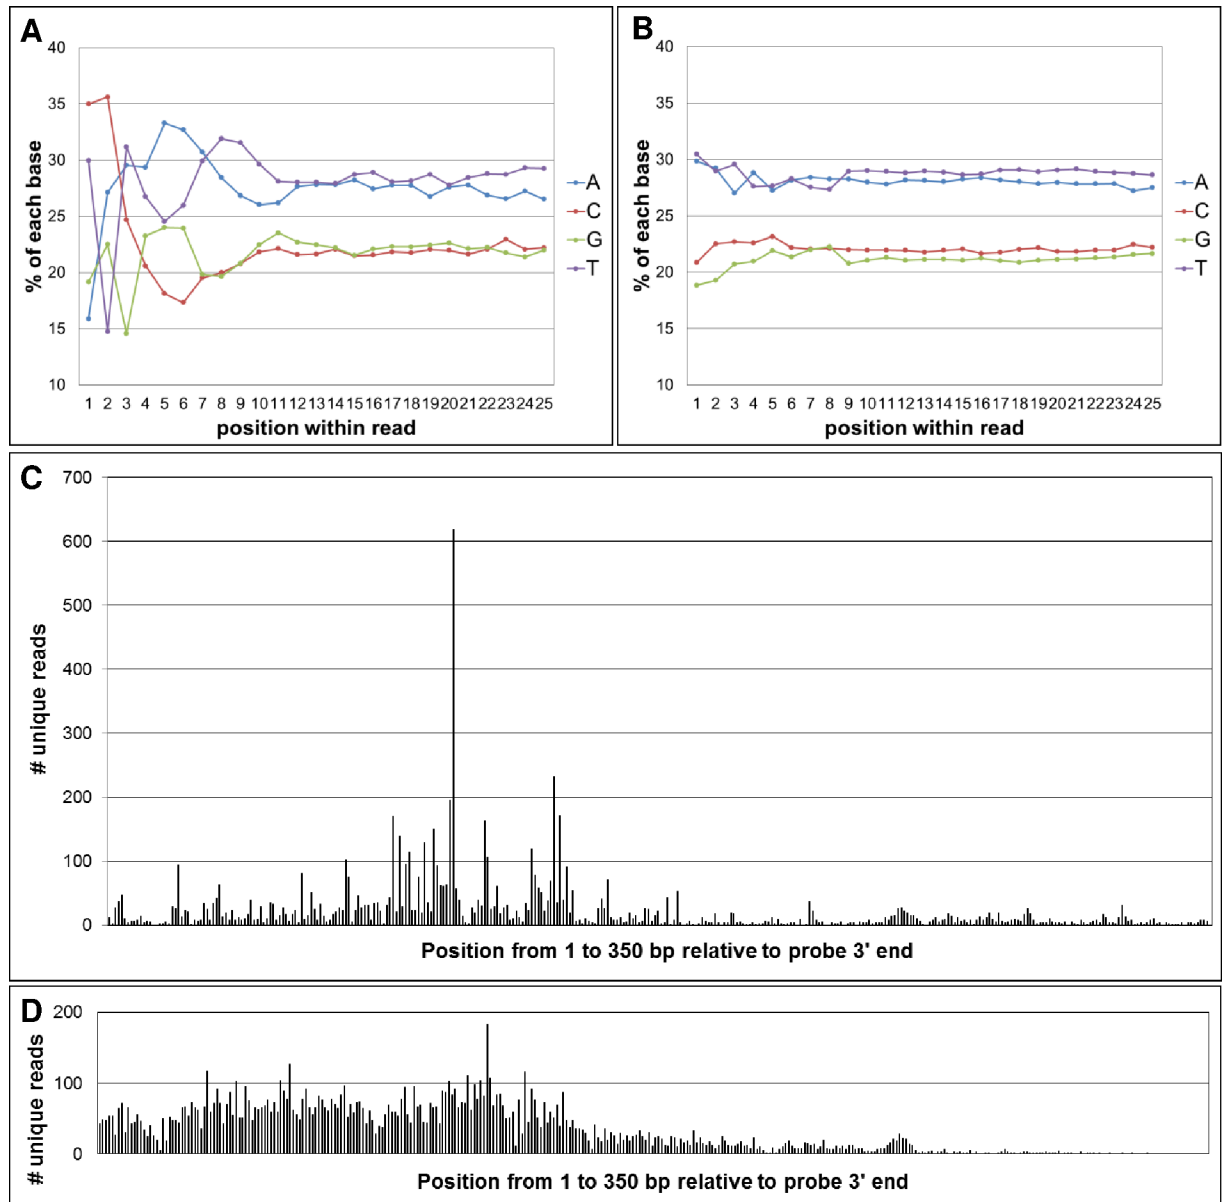 A
40
35
30
25
20
15
10
% of each base
1 2 3 4 5 6 7 8 9 10 11 12 13 14 15 16 17 18 19 20 21 22 23 24 25
position within read
A
C
G
T
B
40
35
30
25
20
15
10
% of each base
1 2 3 4 5 6 7 8 9 10 11 12 13 14 15 16 17 18 19 20 21 22 23 24 25
position within read
A
C
G
T
C
700
600
500
400
300
200
100
0
# unique reads
Position from 1 to 350 bp relative to probe 3' end
D
200
100
0
# unique reads
Position from 1 to 350 bp relative to probe 3' end